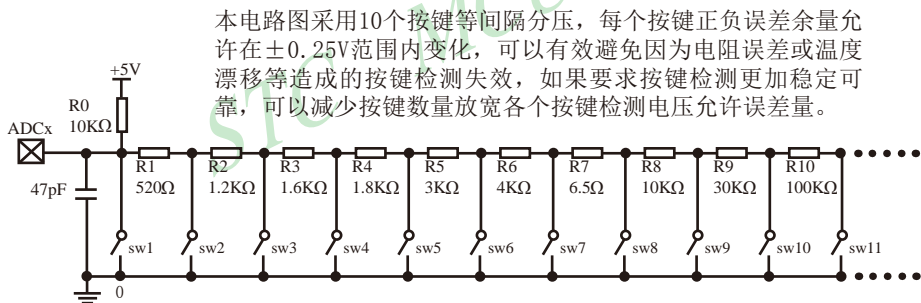 本电路图采用10个按键等间隔分压，每个按键正负误差余量允
许在±0.25V范围内变化，可以有效避免因为电阻误差或温度
漂移等造成的按键检测失效，如果要求按键检测更加稳定可
靠，可以减少按键数量放宽各个按键检测电压允许误差量。
+5V
R0
10KΩ
ADCx
47pF
R1 R2 R3 R4 R5 R6 R7 R8 R9 R10
520Ω 1.2KΩ 1.6KΩ 1.8KΩ 3KΩ 4KΩ 6.5Ω 10KΩ 30KΩ 100KΩ
sw1 sw2 sw3 sw4 sw5 sw6 sw7 sw8 sw9 sw10 sw11
0
STC MCU